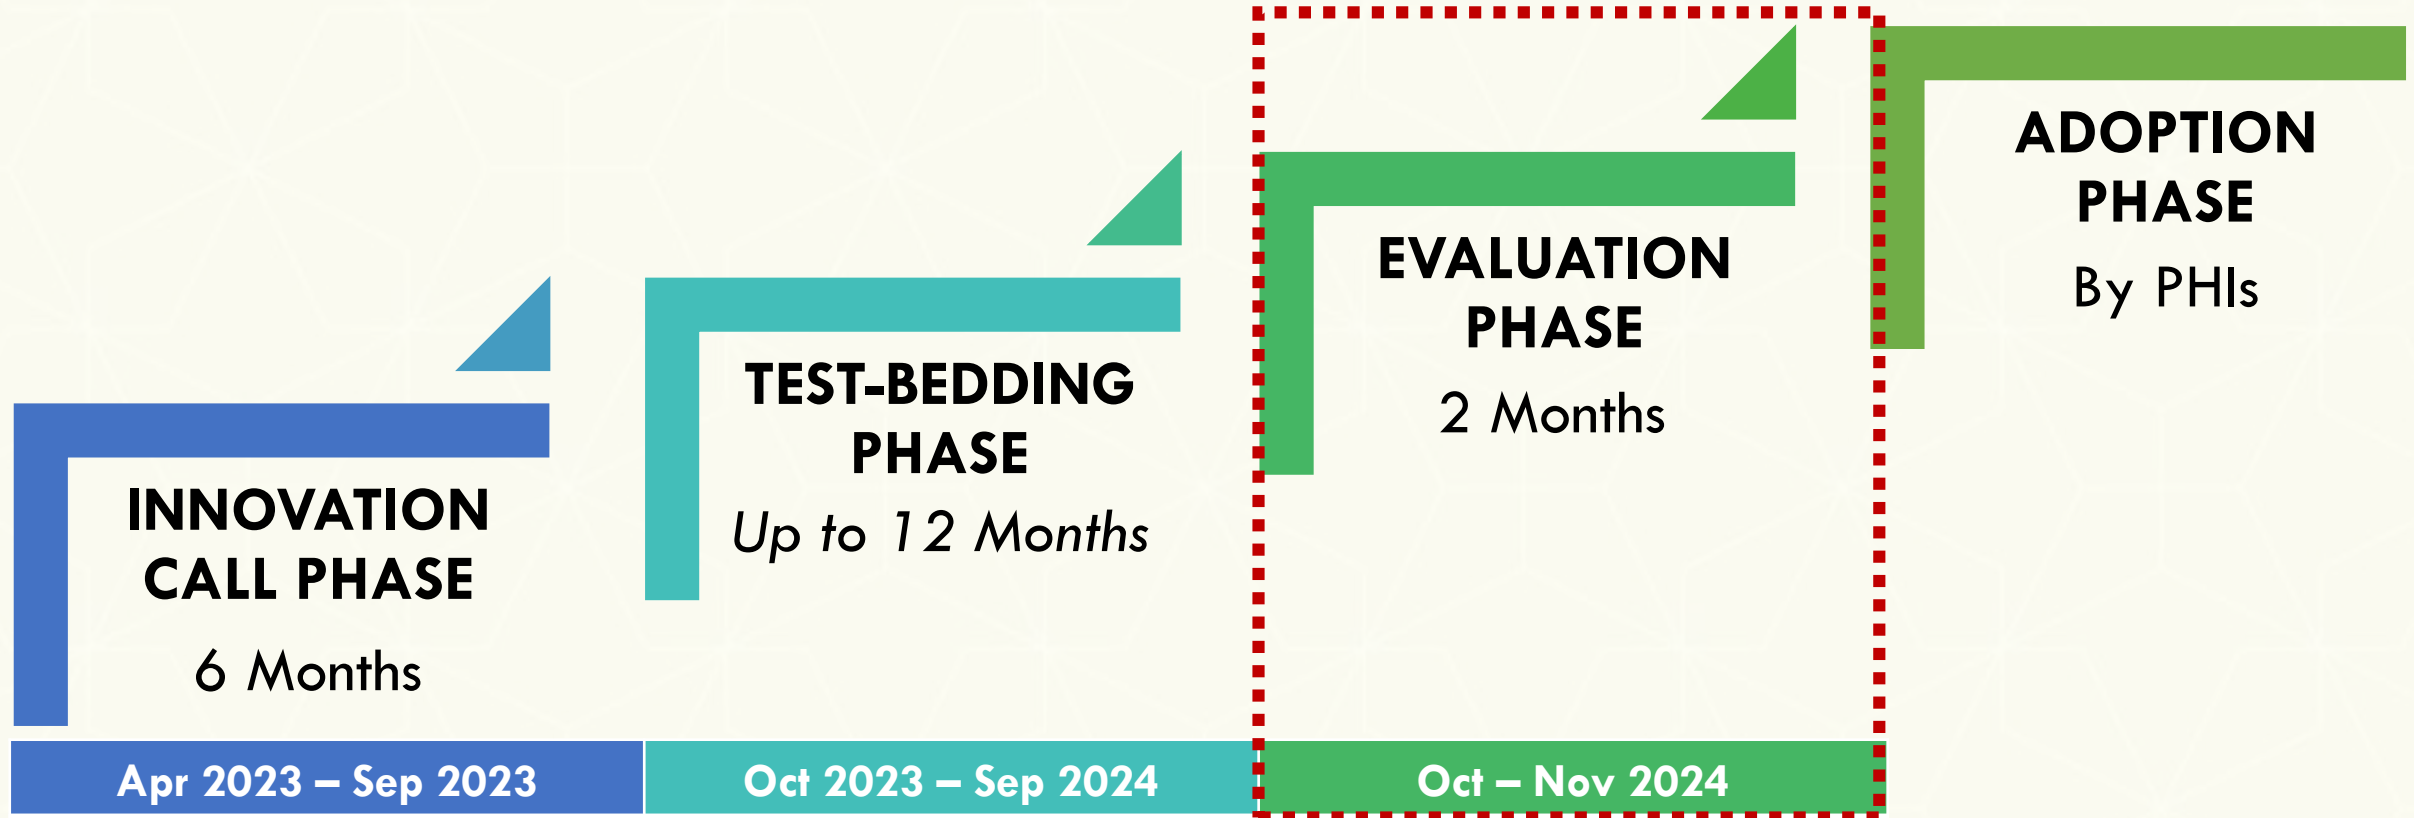 INNOVATION
CALL PHASE
6 Months
Apr 2023 – Sep 2023
TEST-BEDDING
PHASE
Up to 12 Months
Oct 2023 – Sep 2024
EVALUATION
PHASE
2 Months
Oct – Nov 2024
ADOPTION
PHASE
By PHIs